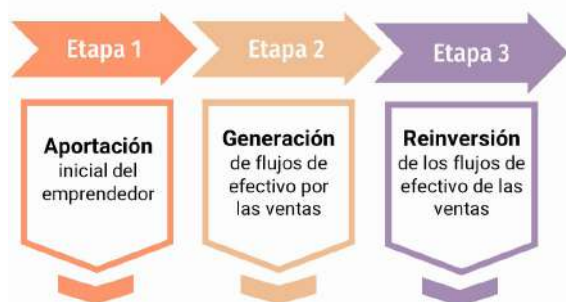 Etapa 1
Etapa 2
Etapa 3
Aportación
inicial del
emprendedor
Generación
de flujos de
efectivo por
las ventas
Reinversión
de los flujos de
efectivo de las
ventas